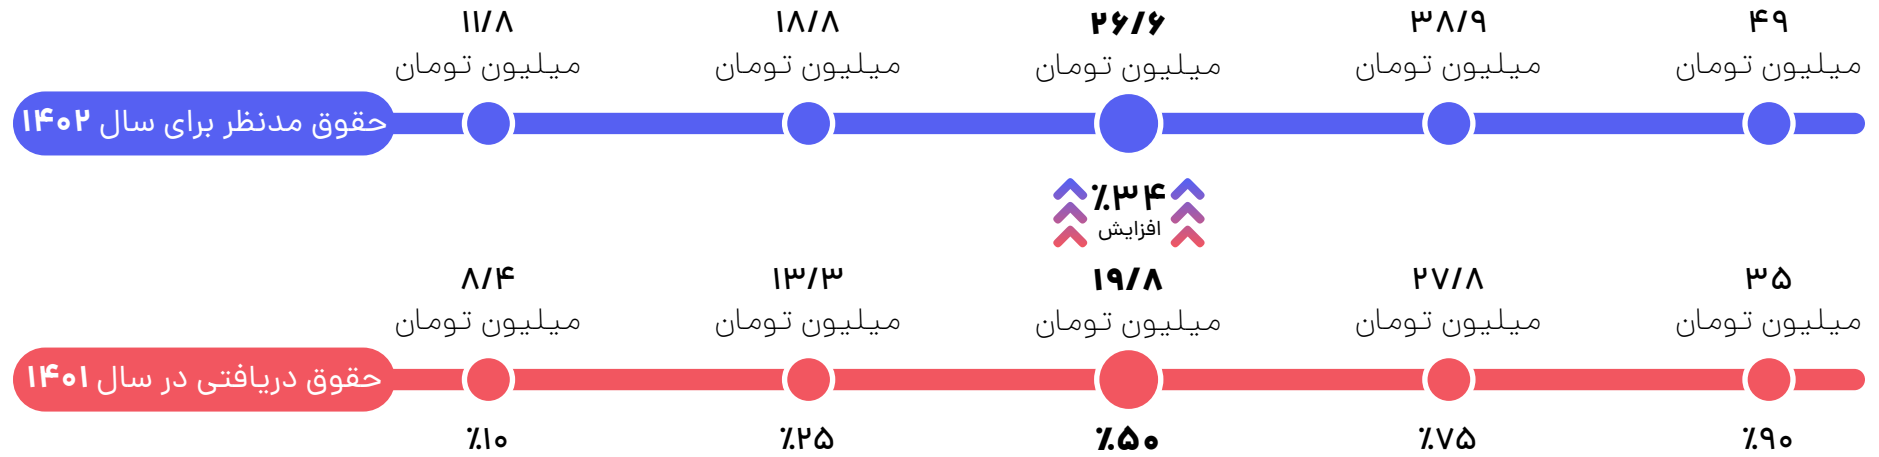 ۱۱/۸ ۱۸/۸ ۲۶/۶ ۳۸/۹ ۴۹
میلیون تومان میلیون تومان میلیون تومان میلیون تومان میلیون تومان
حقوق مدنظر برای سال ۱۴۰۲
٪۳۴
افزایش
۸/۴ ۱۳/۳ ۱۹/۸ ۲۷/۸ ۳۵
میلیون تومان میلیون تومان میلیون تومان میلیون تومان میلیون تومان
حقوق دریافتی در سال ۱۴۰۱
٪۱۰ ٪۲۵ ٪۵۰ ٪۷۵ ٪۹۰